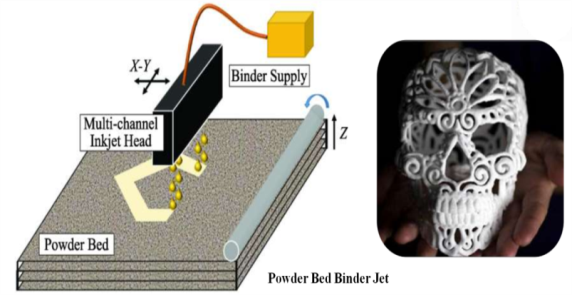 X-Y
Binder Supply
Multi-channel
Inkjet Head
Z
Powder Bed
Powder Bed Binder Jet